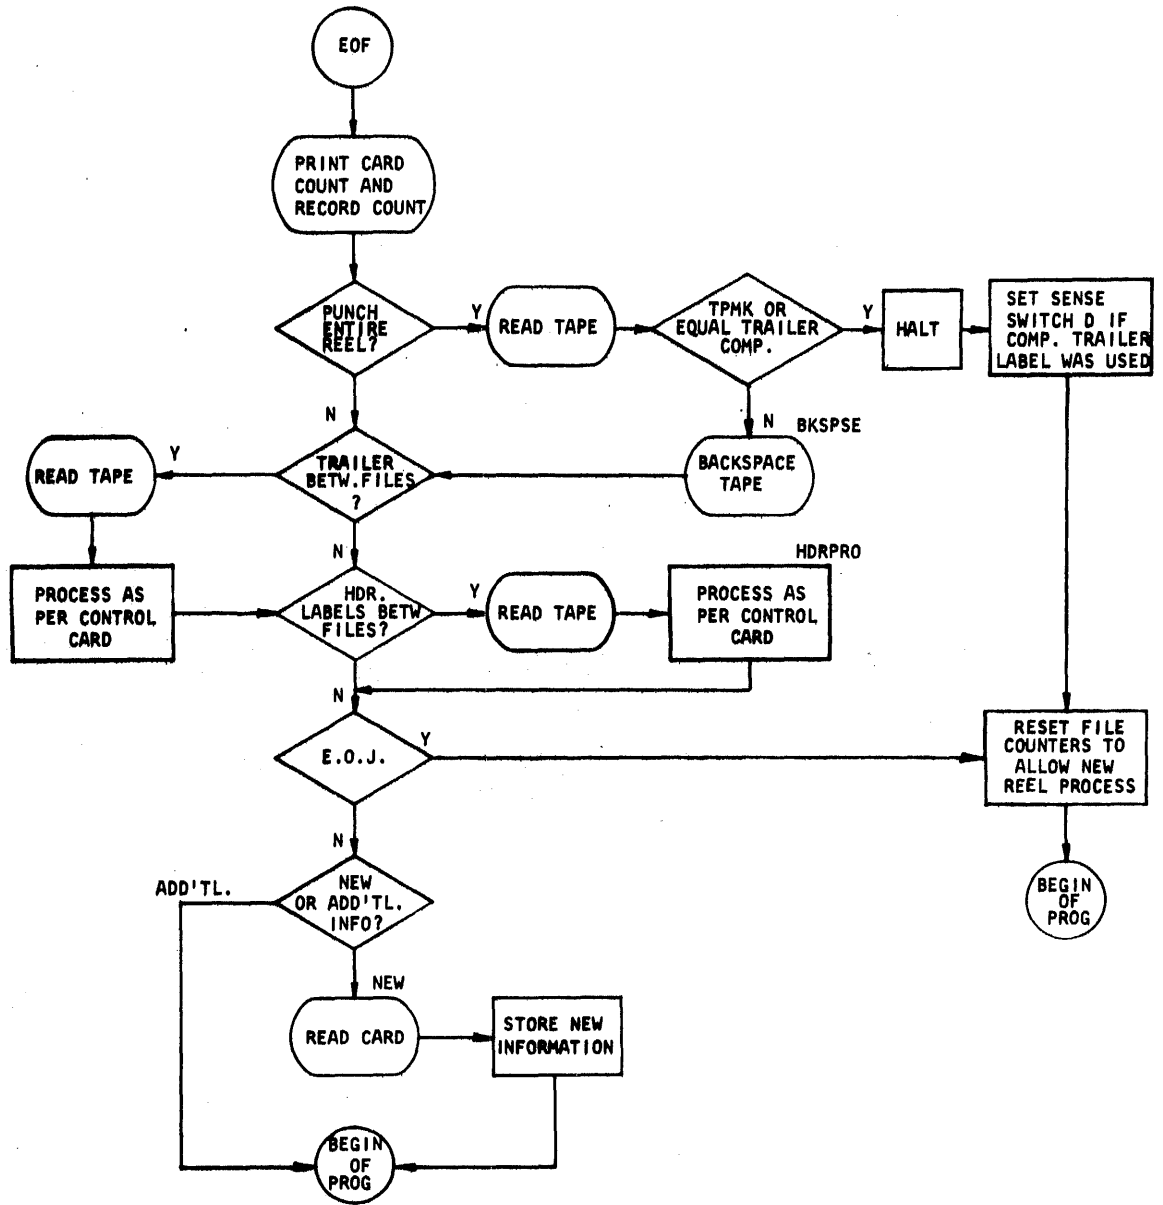 EOF
PRINT CARD
COUNT AND
RECORD COUNT
PUNCH
ENTIRE
REEL?
Y
READ TAPE
TPMK OR
EQUAL TRAILER
COMP.
Y
HALT
SET SENSE
SWITCH D IF
COMP. TRAILER
LABEL WAS USED
N
N
BKSPSE
BACKSPACE
TAPE
TRAILER
BETW.FILES
?
Y
READ TAPE
N
PROCESS AS
PER CONTROL
CARD
HDR.
LABELS BETW
FILES?
Y
READ TAPE
HDRPRO
PROCESS AS
PER CONTROL
CARD
N
E.O.J.
Y
RESET FILE
COUNTERS TO
ALLOW NEW
REEL PROCESS
BEGIN
OF
PROG
N
NEW
OR ADD'TL.
INFO?
ADD'TL.
NEW
READ CARD
STORE NEW
INFORMATION
BEGIN
OF
PROG